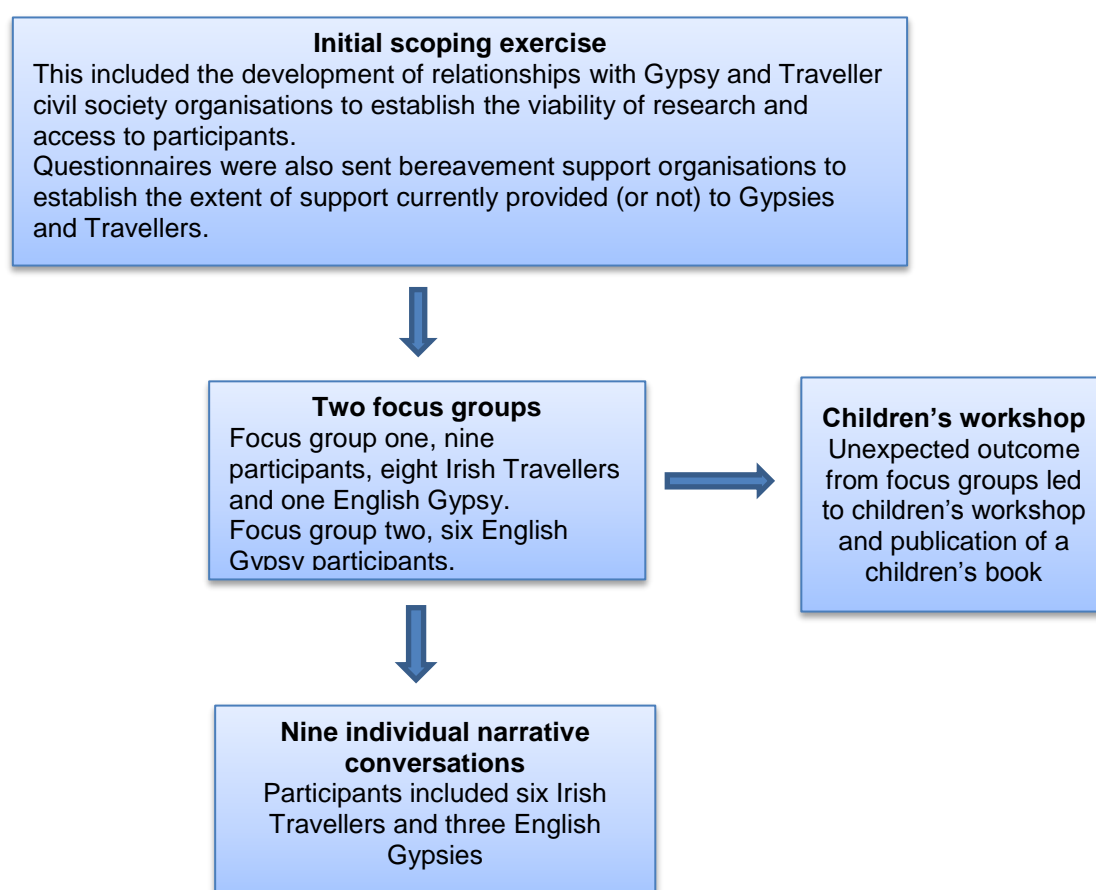 Initial scoping exercise
This included the development of relationships with Gypsy and Traveller
civil society organisations to establish the viability of research and
access to participants.
Questionnaires were also sent bereavement support organisations to
establish the extent of support currently provided (or not) to Gypsies
and Travellers.
Two focus groups
Focus group one, nine
participants, eight Irish Travellers
and one English Gypsy.
Focus group two, six English
Gypsy participants.
Children’s workshop
Unexpected outcome
from focus groups led
to children’s workshop
and publication of a
children’s book
Nine individual narrative
conversations
Participants included six Irish
Travellers and three English
Gypsies